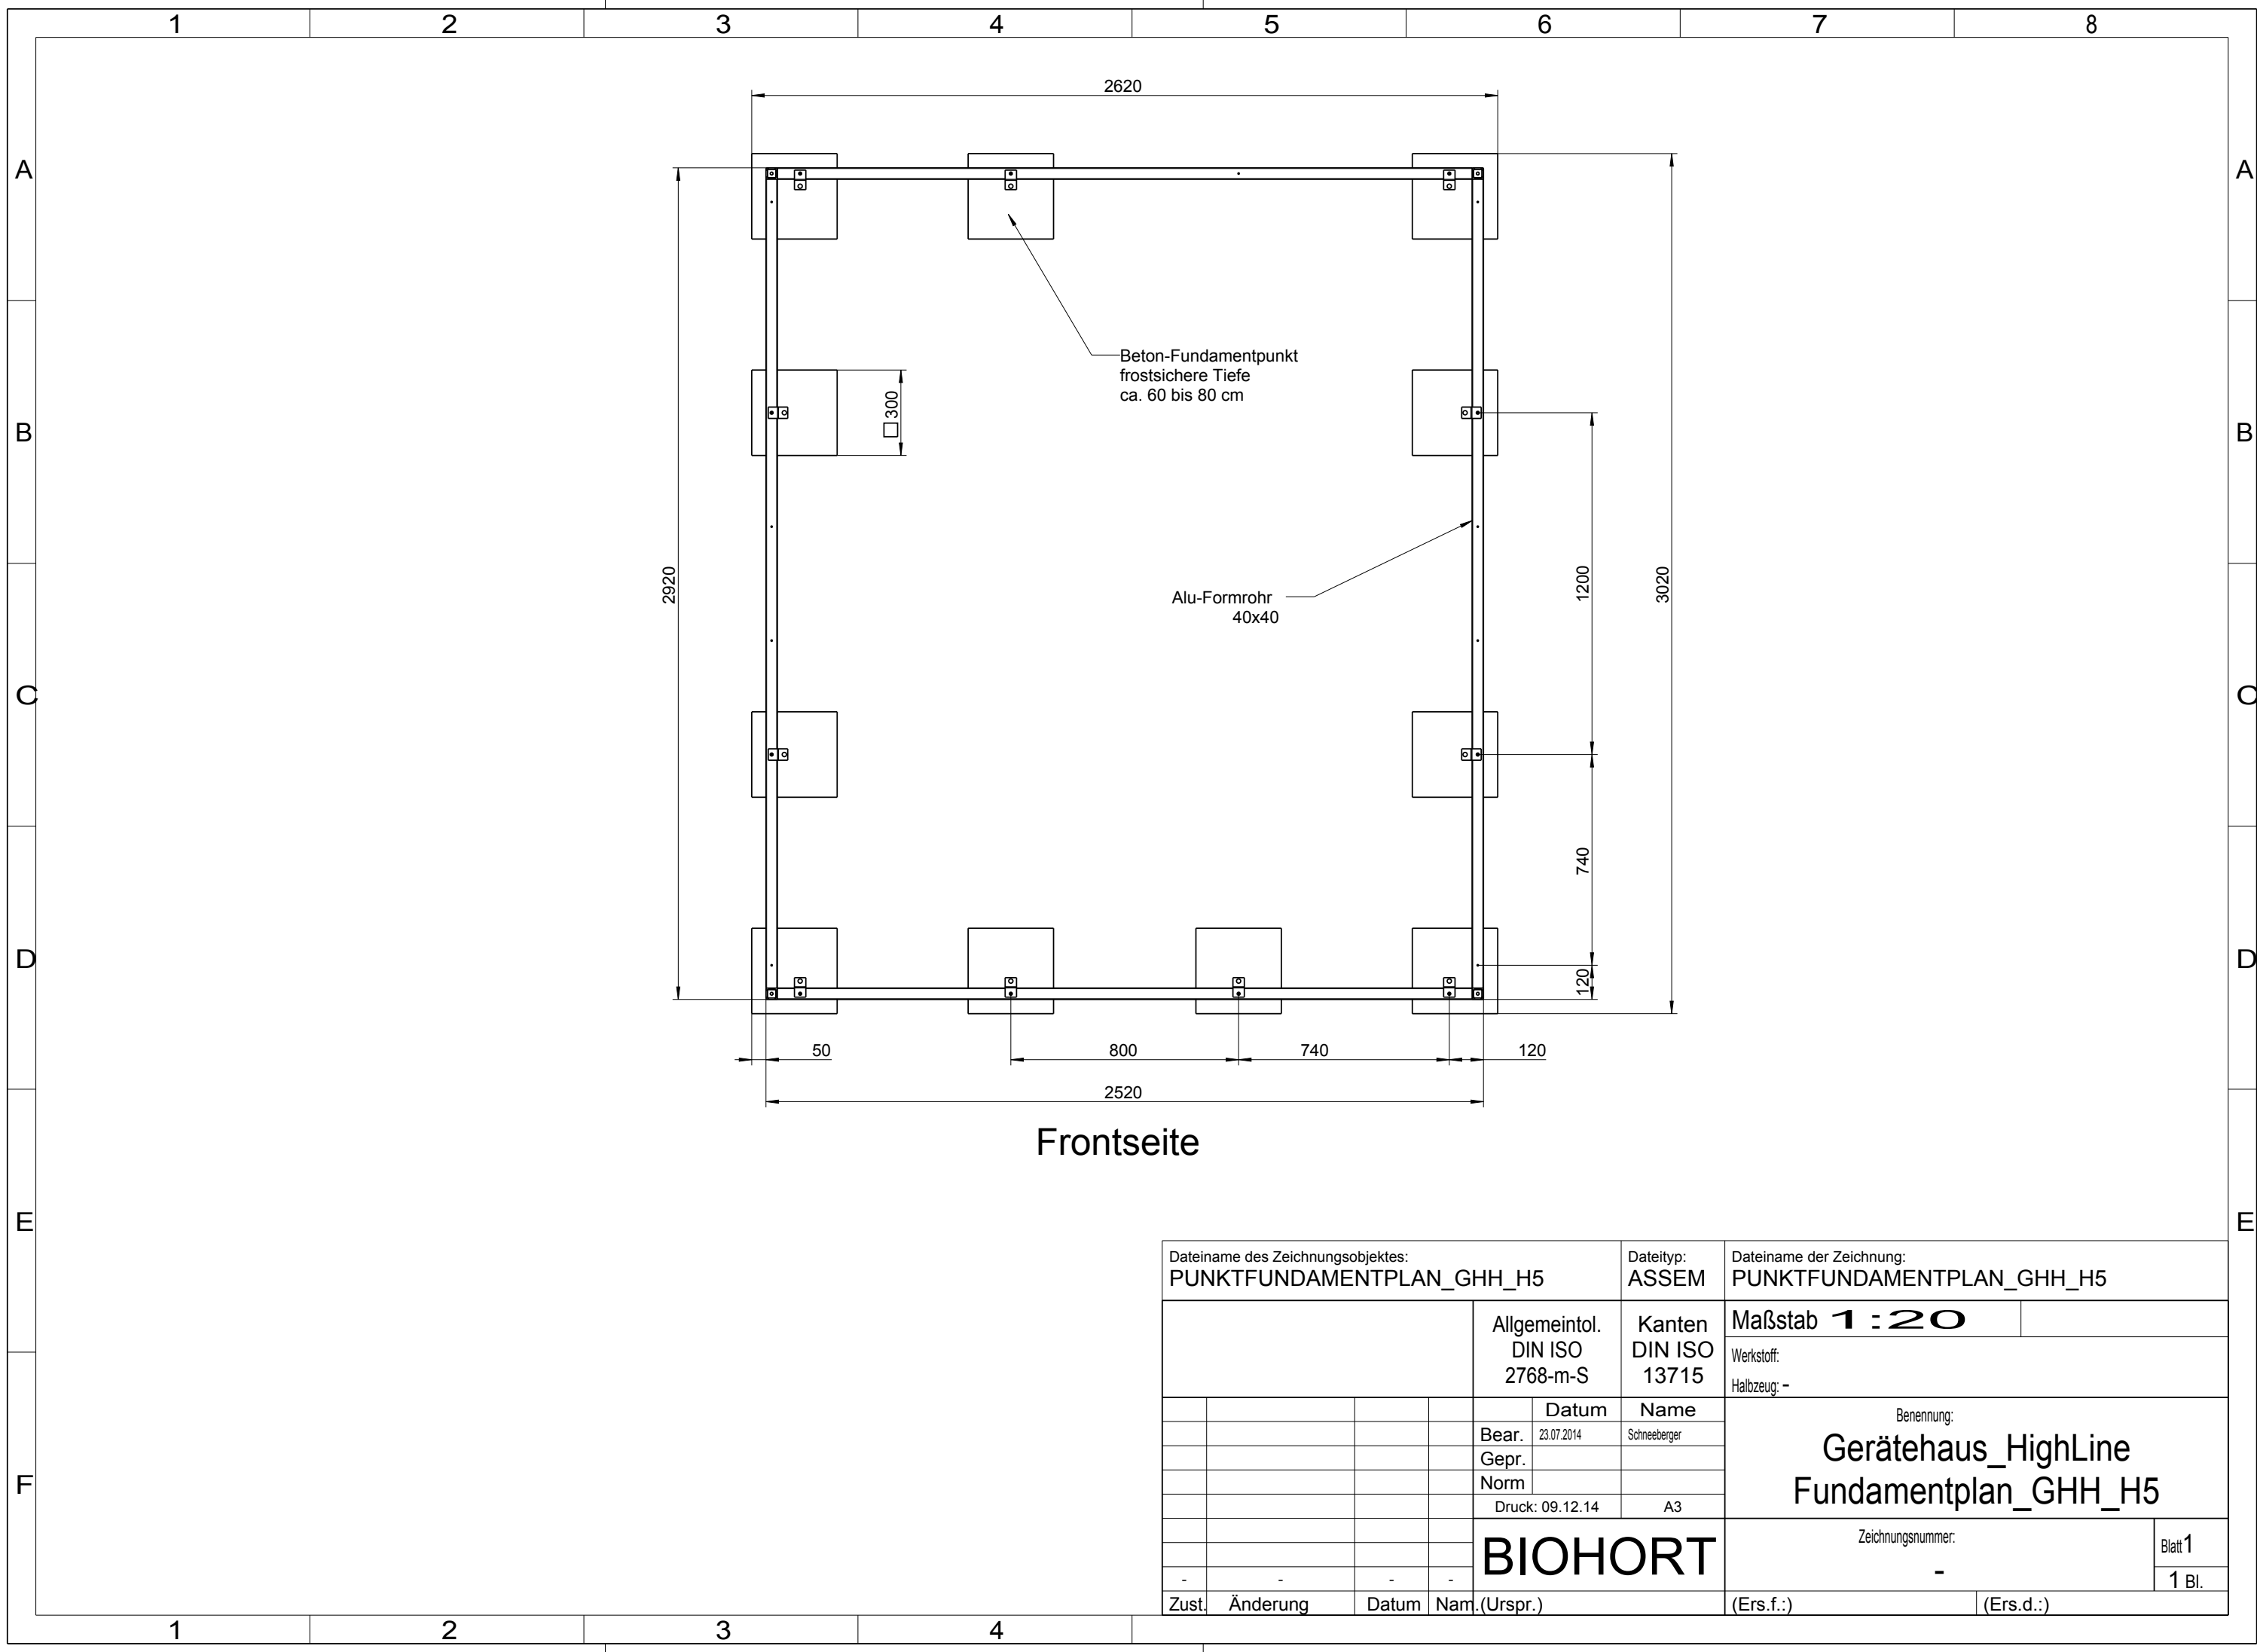 1 2 3 4 5 6 7 8
2620
A A
Beton-Fundamentpunkt
frostsichere Tiefe
ca. 60 bis 80 cm
□300
B B
2920
Alu-Formrohr
40x40
1200
3020
C C
740
D D
120
50 800 740 120
2520
Frontseite
E E
Dateiname des Zeichnungsobjektes:
PUNKTFUNDAMENTPLAN_GHH_H5
Dateityp:
ASSEM
Dateiname der Zeichnung:
PUNKTFUNDAMENTPLAN_GHH_H5
Allgemeintol.
DIN ISO
2768-m-S
Kanten
DIN ISO
13715
Maßstab 1:20
Werkstoff:
Halbzeug: -
Datum Name
Bear. 23.07.2014 Schneeberger
Gepr.
Norm
Druck: 09.12.14 A3
Benennung:
Gerätehaus_HighLine
Fundamentplan_GHH_H5
F
BIOHORT
Zeichnungsnummer:
-
Blatt 1
1 Bl.
- - - -
Zust. Änderung Datum Nam. (Urspr.) (Ers.f.:) (Ers.d.:)
1 2 3 4